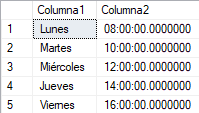 Columna1 Columna2
1 Lunes 08:00:00.0000000
2 Martes 10:00:00.0000000
3 Miércoles 12:00:00.0000000
4 Jueves 14:00:00.0000000
5 Viernes 16:00:00.0000000